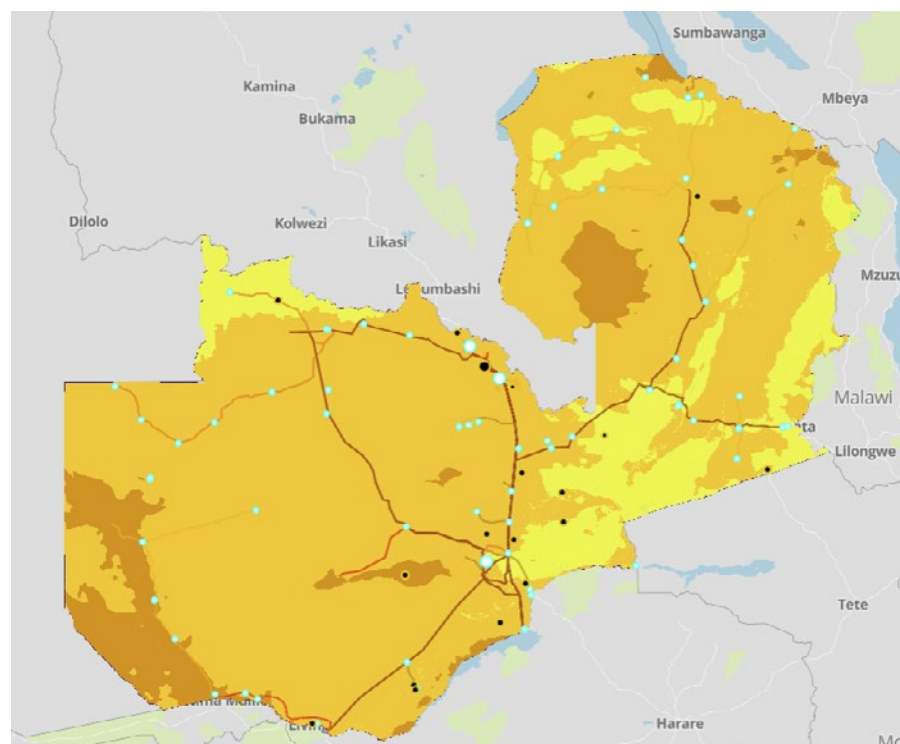 Sumbawanga
Kamina
Mbeya
Bukama
Dilolo
Kolwezi
Likasi
Mzuzu
Malawi
Lilongwe
Tete
Harare